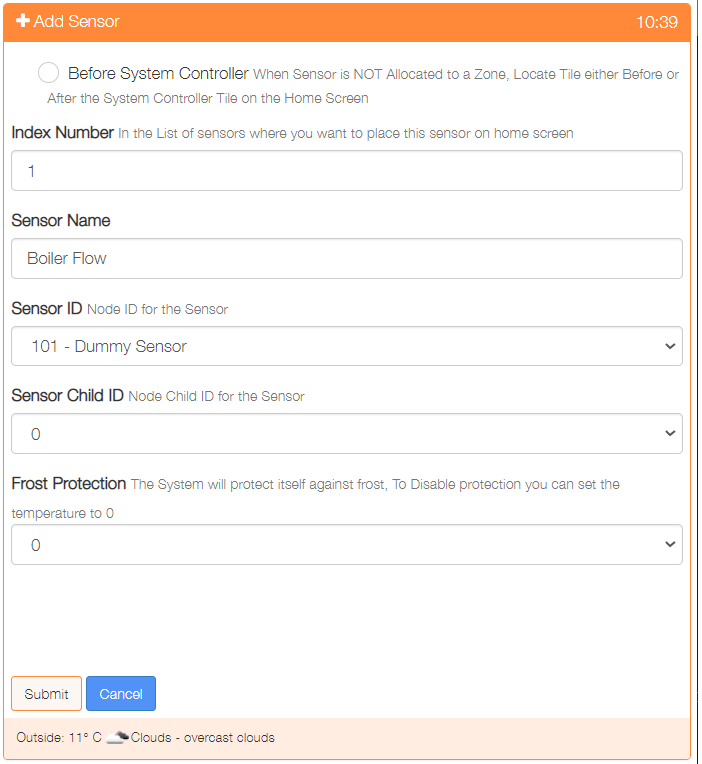 Add Sensor 10:39
Before System Controller When Sensor is NOT Allocated to a Zone, Locate Tile either Before or
After the System Controller Tile on the Home Screen
Index Number In the List of sensors where you want to place this sensor on home screen
1
Sensor Name
Boiler Flow
Sensor ID Node ID for the Sensor
101 - Dummy Sensor
Sensor Child ID Node Child ID for the Sensor
0
Frost Protection The System will protect itself against frost, To Disable protection you can set the
temperature to 0
0
Submit Cancel
Outside: 11° C Clouds - overcast clouds